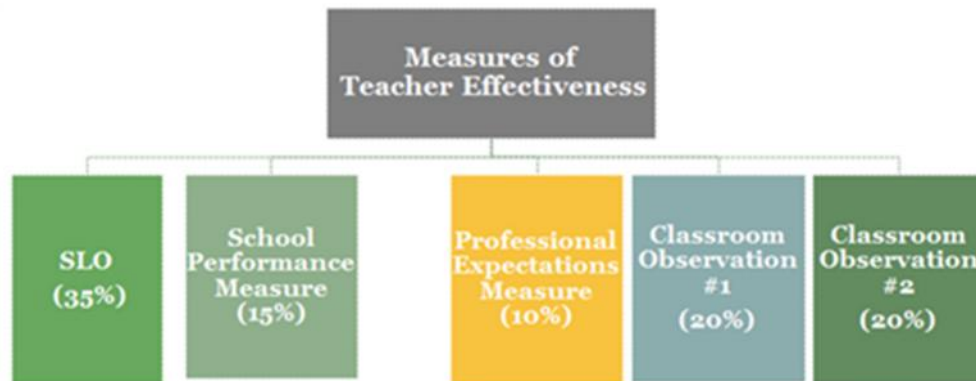 Measures of
Teacher Effectiveness
SLO
(35%)
School
Performance
Measure
(15%)
Professional
Expectations
Measure
(10%)
Classroom
Observation
#1
(20%)
Classroom
Observation
#2
(20%)